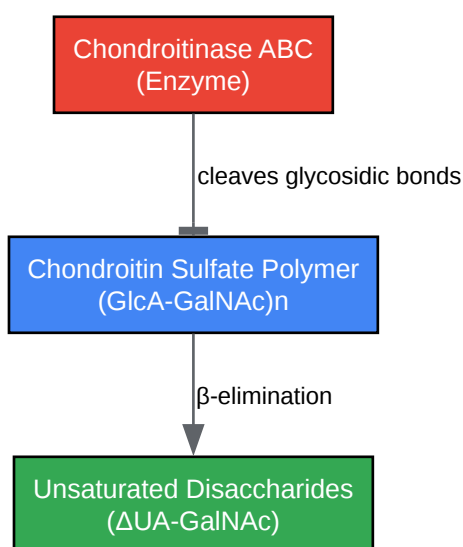 Chondroitinase ABC
(Enzyme)
cleaves glycosidic bonds
Chondroitin Sulfate Polymer
(GlcA-GalNAc)n
β-elimination
Unsaturated Disaccharides
(ΔUA-GalNAc)